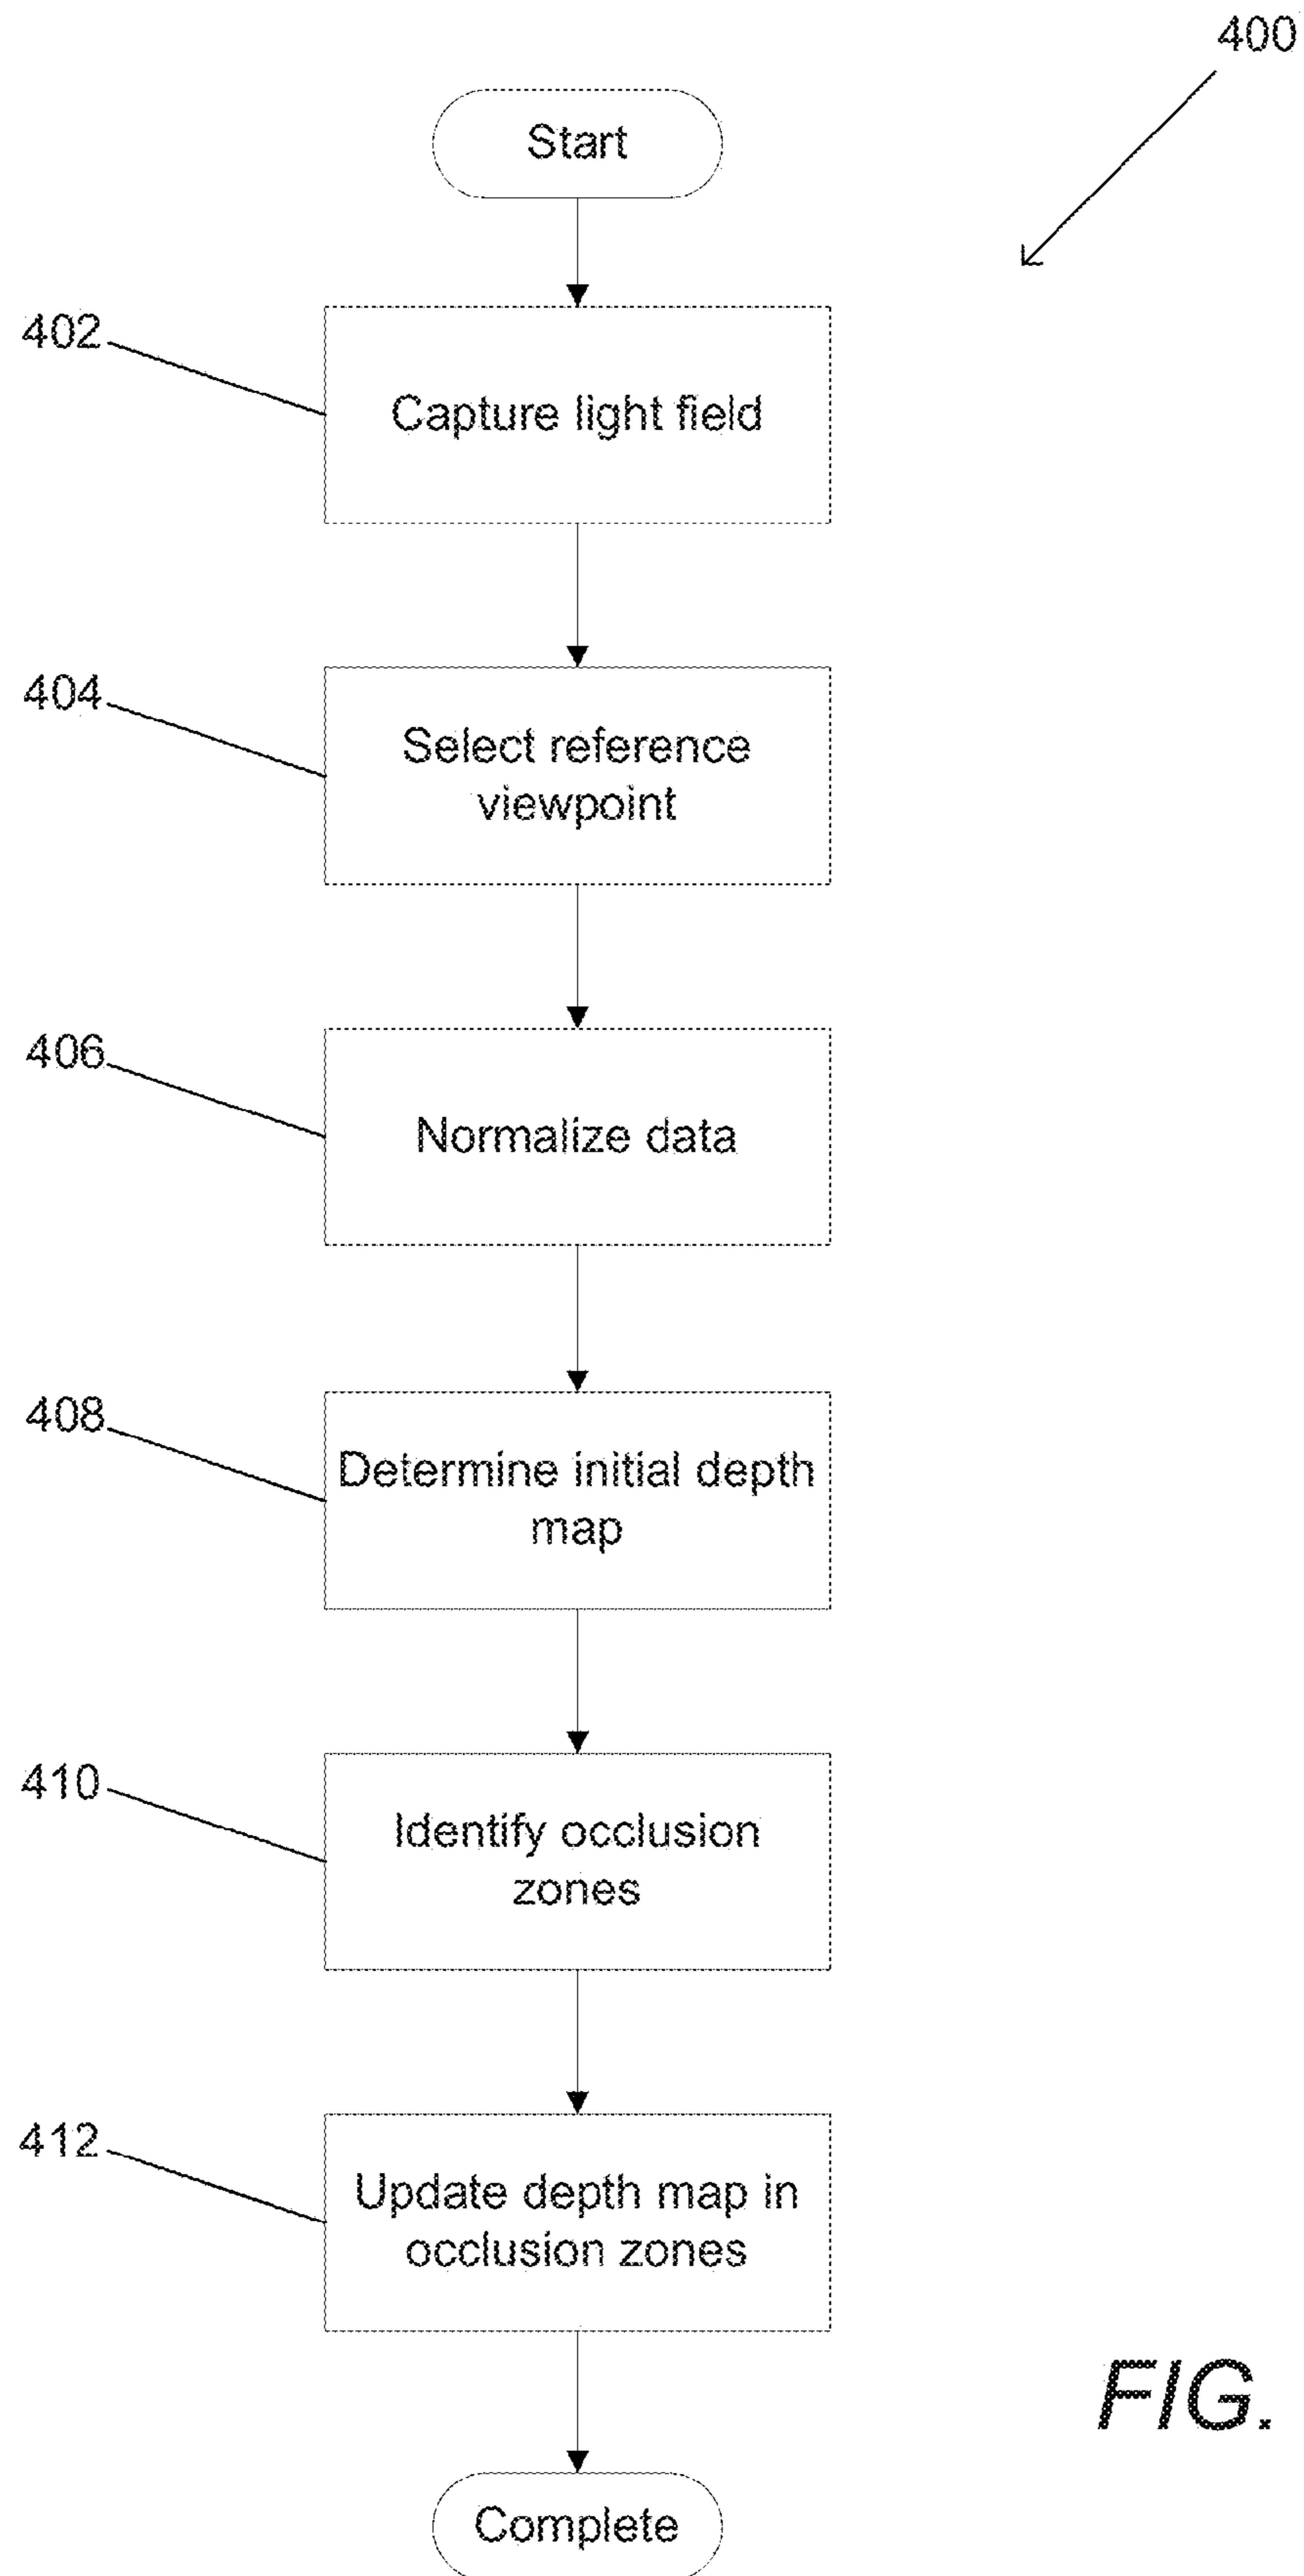 400
Start
402
Capture light field
404
Select reference
viewpoint
406
Normalize data
408
Determine initial depth
map
410
Identify occlusion
zones
412
Update depth map in
occlusion zones
FIG.
Complete